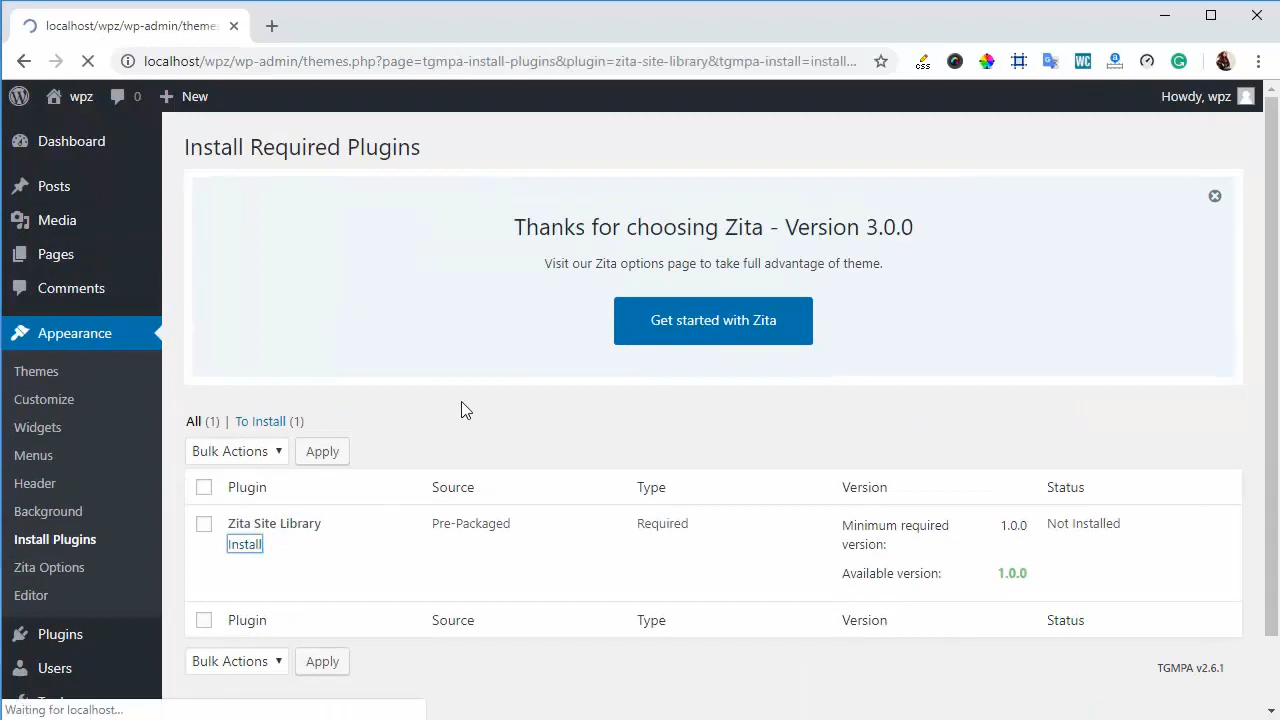 localhost/wpz/wp-admin/theme
localhost/wpz/wp-admin/themes.php?page=tgmpa-install-plugins&plugin=zita-site-library&tgmpa-install=install...
wpz
0
New
Howdy, wpz
Dashboard
Posts
Media
Pages
Comments
Appearance
Themes
Customize
Widgets
Menus
Header
Background
Install Plugins
Zita Options
Editor
Plugins
Users
Install Required Plugins
Thanks for choosing Zita - Version 3.0.0
Visit our Zita options page to take full advantage of theme.
Get started with Zita
All (1) | To Install (1)
Bulk Actions Apply
Plugin Source Type Version Status
Zita Site Library Pre-Packaged Required Minimum required version: 1.0.0 Not Installed
Install
Available version: 1.0.0
Plugin Source Type Version Status
Bulk Actions Apply
TGMPA v2.6.1
Waiting for localhost...